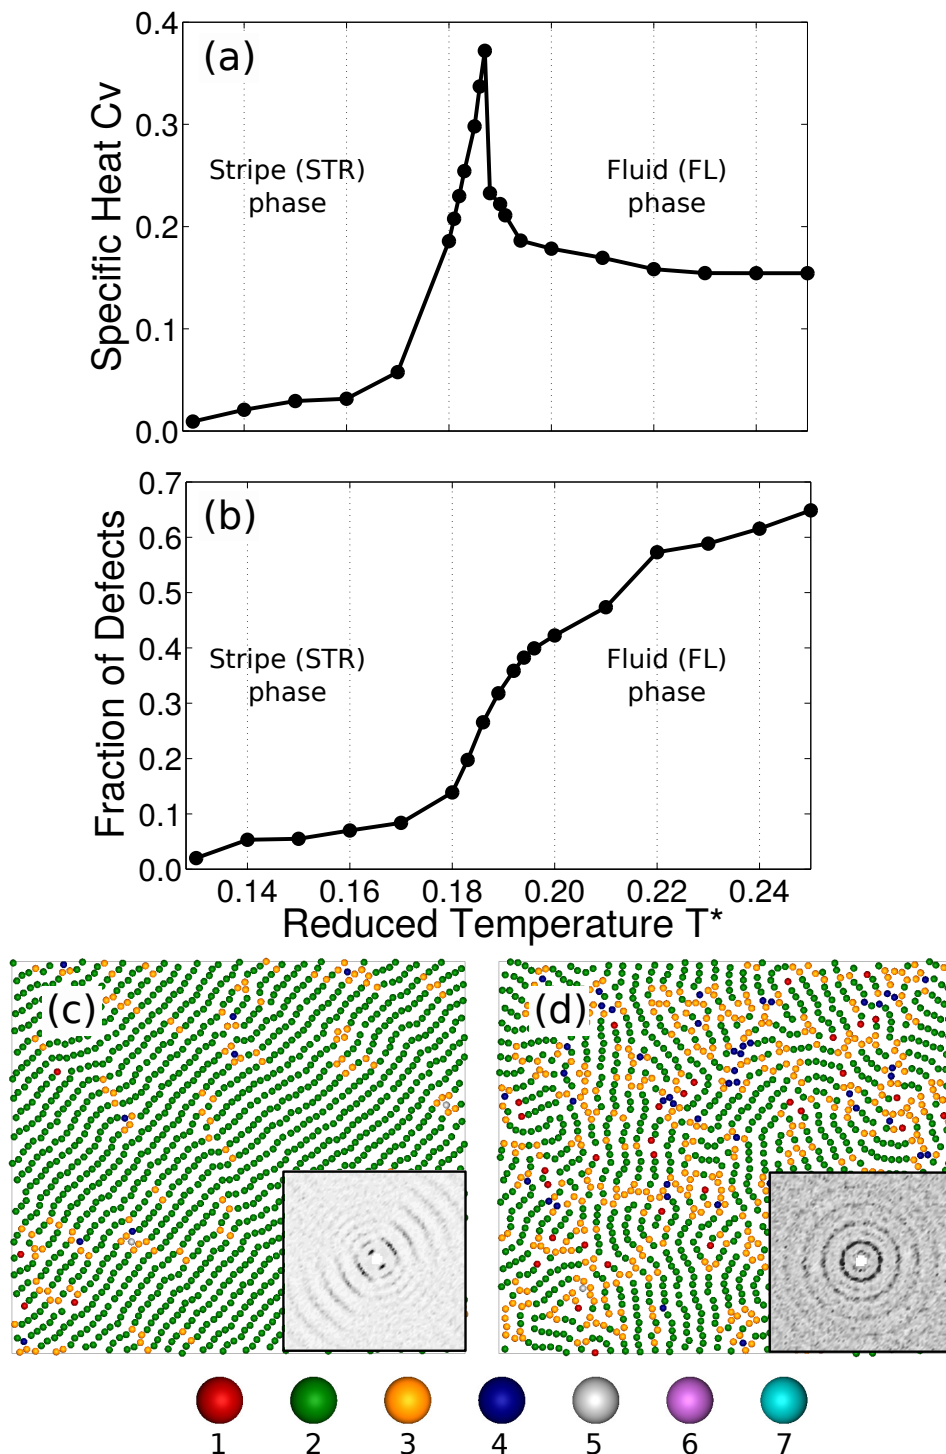 (a)
Specific Heat Cv
0.4
0.3
0.2
0.1
0.0
Stripe (STR)
phase
Fluid (FL)
phase
(b)
Fraction of Defects
0.7
0.6
0.5
0.4
0.3
0.2
0.1
0.0
Stripe (STR)
phase
Fluid (FL)
phase
0.14 0.16 0.18 0.20 0.22 0.24
Reduced Temperature T*
(c)
(d)
1 2 3 4 5 6 7